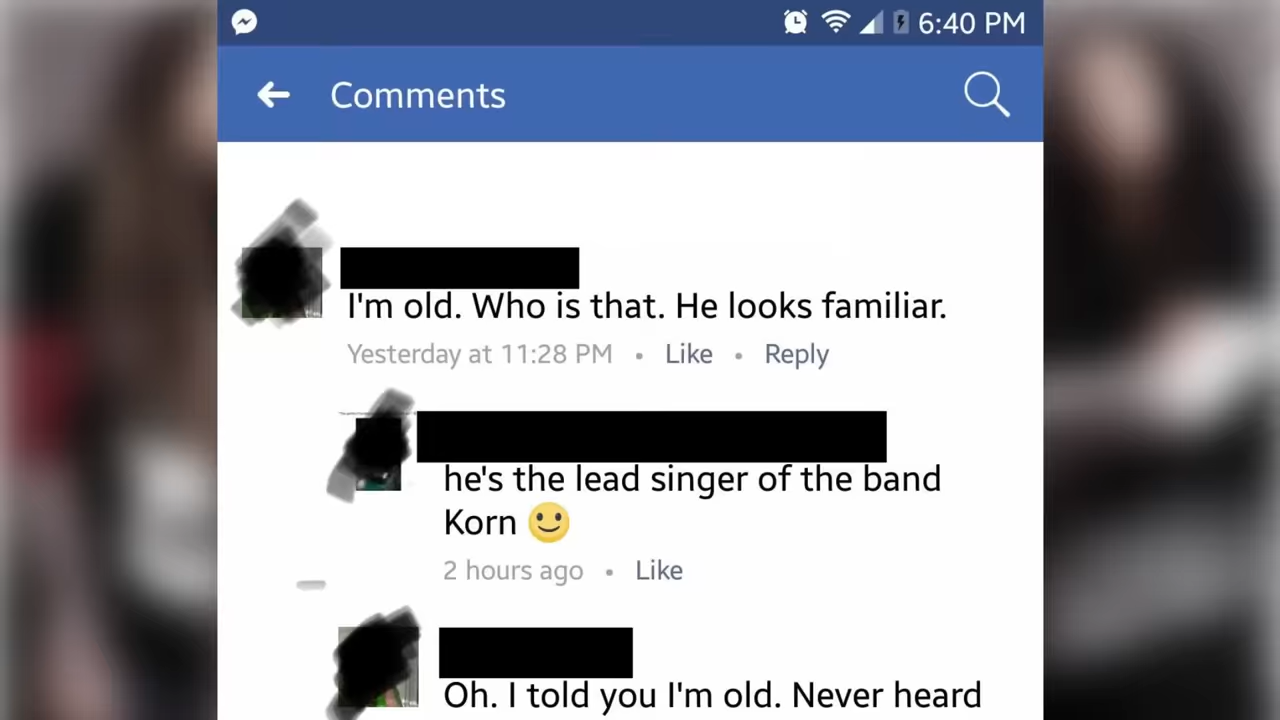 6:40 PM
Comments
I'm old. Who is that. He looks familiar.
Yesterday at 11:28 PM • Like • Reply
he's the lead singer of the band
Korn 🙂
2 hours ago • Like
Oh. I told you I'm old. Never heard